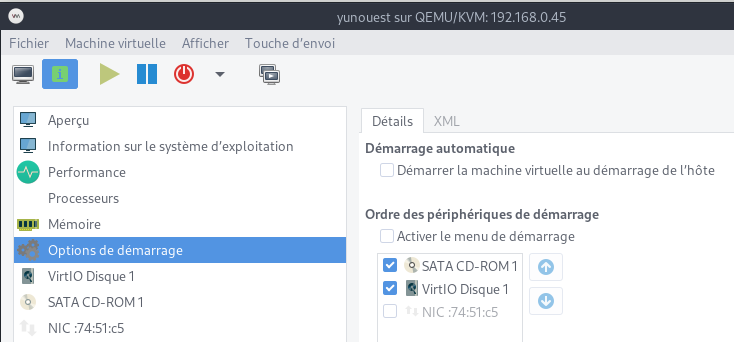 yunouest sur QEMU/KVM: 192.168.0.45
Fichier Machine virtuelle Afficher Touche d’envoi
Aperçu
Information sur le système d’exploitation
Performance
Processeurs
Mémoire
Options de démarrage
VirtIO Disque 1
SATA CD-ROM 1
NIC :74:51:c5
Détails XML
Démarrage automatique
Démarrer la machine virtuelle au démarrage de l’hôte
Ordre des périphériques de démarrage
Activer le menu de démarrage
SATA CD-ROM 1
VirtIO Disque 1
NIC :74:51:c5